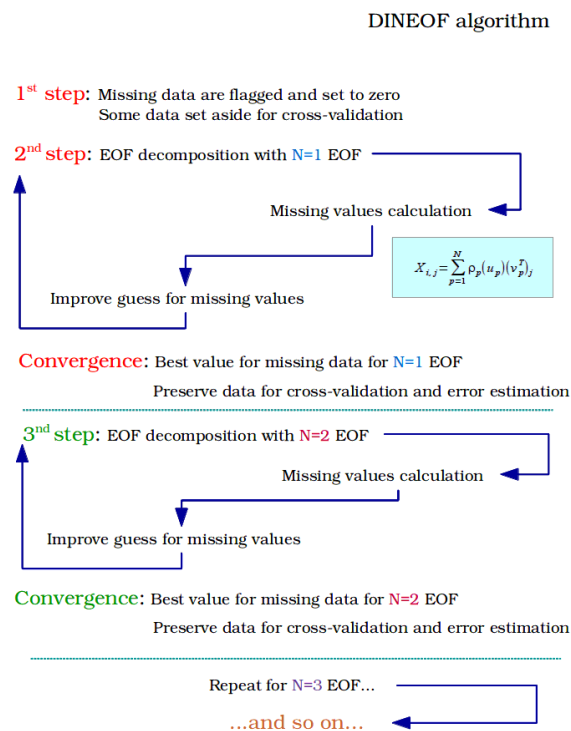 DINEOF algorithm
1st step: Missing data are flagged and set to zero
Some data set aside for cross-validation
2nd step: EOF decomposition with N=1 EOF
Missing values calculation
X_{i,j} = \sum_{p=1}^{N} ρ_p(u_p)(v_p^T)_j
Improve guess for missing values
Convergence: Best value for missing data for N=1 EOF
Preserve data for cross-validation and error estimation
3nd step: EOF decomposition with N=2 EOF
Missing values calculation
Improve guess for missing values
Convergence: Best value for missing data for N=2 EOF
Preserve data for cross-validation and error estimation
Repeat for N=3 EOF...
...and so on...